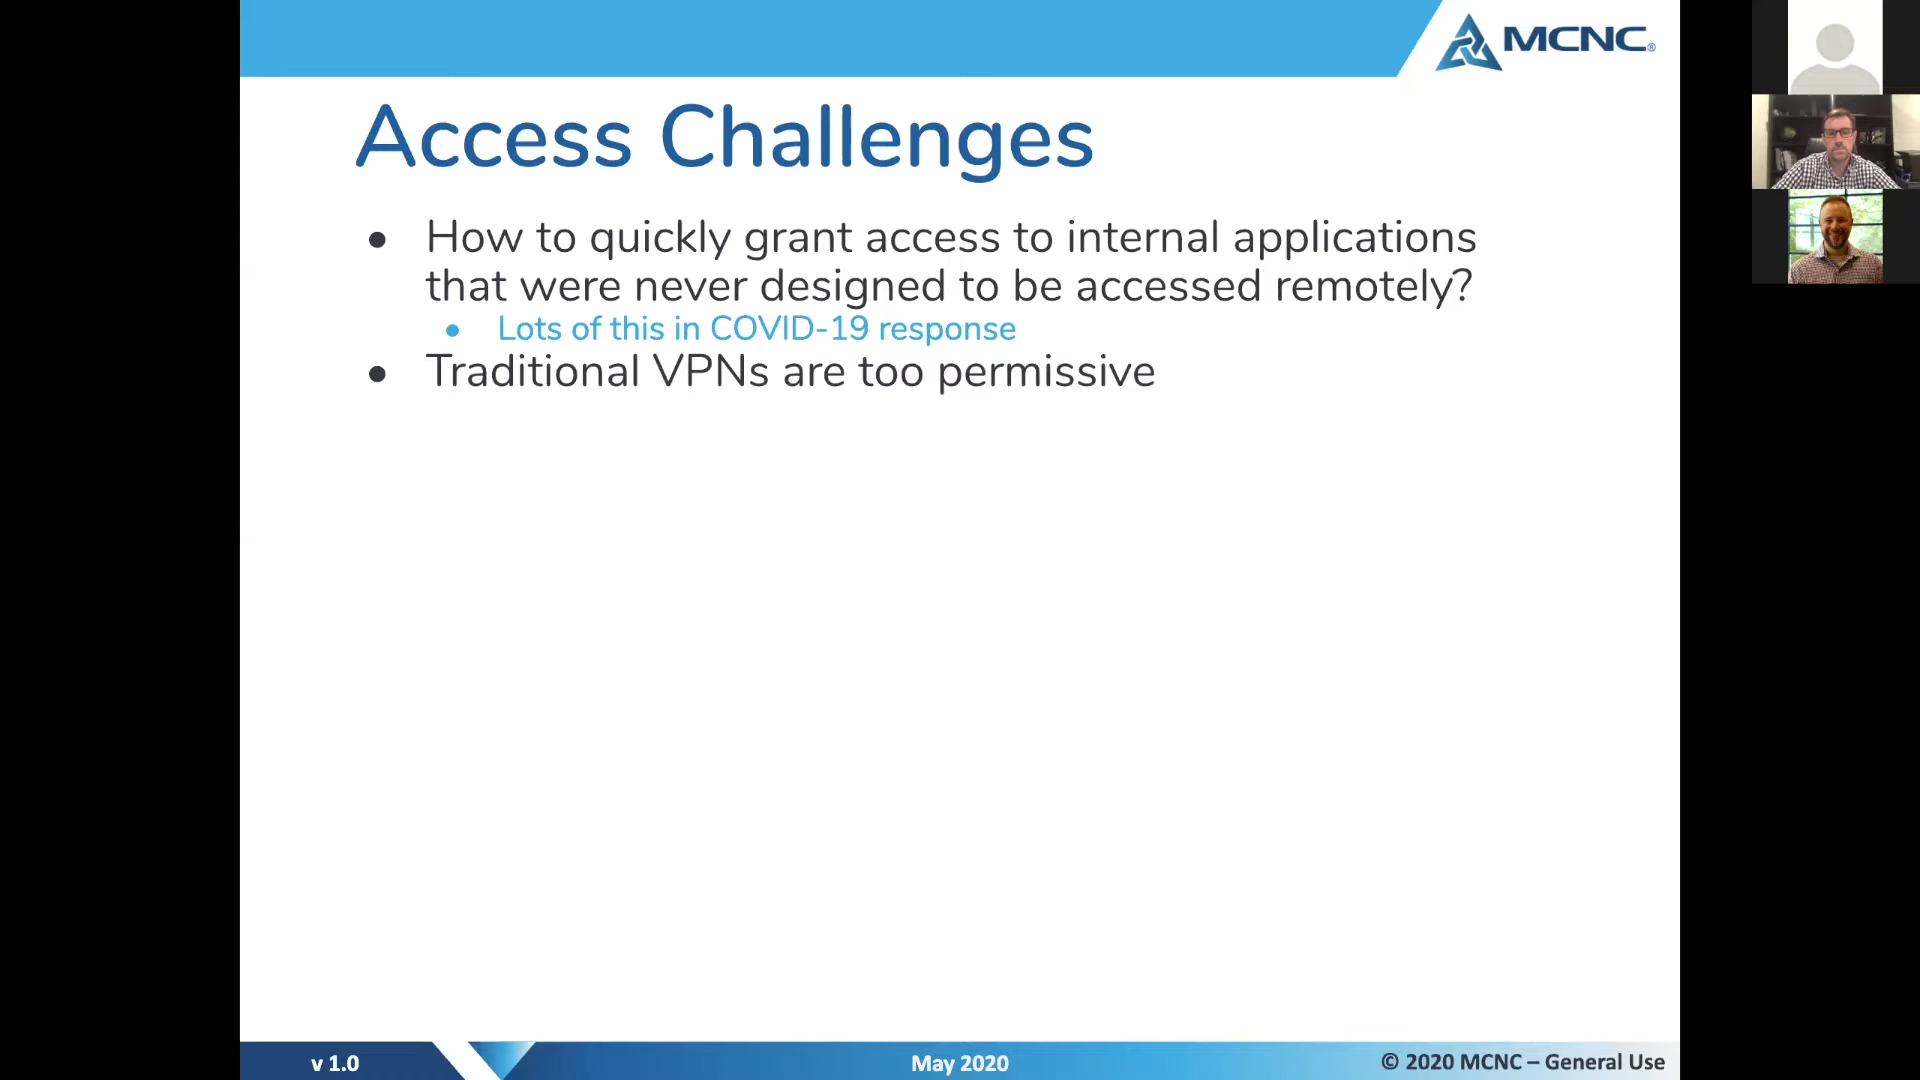 MCNC®
Access Challenges
• How to quickly grant access to internal applications
that were never designed to be accessed remotely?
• Lots of this in COVID-19 response
• Traditional VPNs are too permissive
v 1.0
May 2020
© 2020 MCNC – General Use